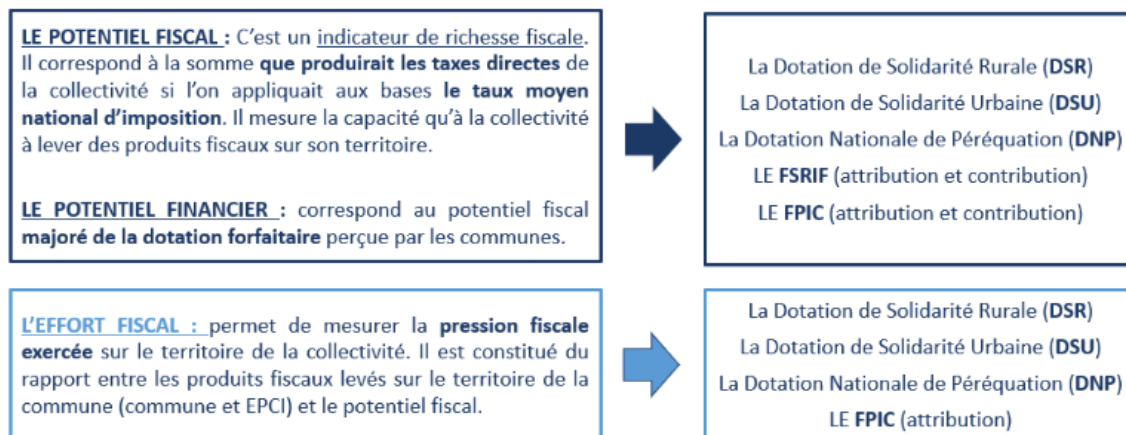 LE POTENTIEL FISCAL : C'est un indicateur de richesse fiscale.
Il correspond à la somme que produirait les taxes directes de
la collectivité si l'on appliquait aux bases le taux moyen
national d'imposition. Il mesure la capacité qu'à la collectivité
à lever des produits fiscaux sur son territoire.
LE POTENTIEL FINANCIER : correspond au potentiel fiscal
majoré de la dotation forfaitaire perçue par les communes.
La Dotation de Solidarité Rurale (DSR)
La Dotation de Solidarité Urbaine (DSU)
La Dotation Nationale de Péréquation (DNP)
LE FSRIF (attribution et contribution)
LE FPIC (attribution et contribution)
L'EFFORT FISCAL : permet de mesurer la pression fiscale
exercée sur le territoire de la collectivité. Il est constitué du
rapport entre les produits fiscaux levés sur le territoire de la
commune (commune et EPCI) et le potentiel fiscal.
La Dotation de Solidarité Rurale (DSR)
La Dotation de Solidarité Urbaine (DSU)
La Dotation Nationale de Péréquation (DNP)
LE FPIC (attribution)